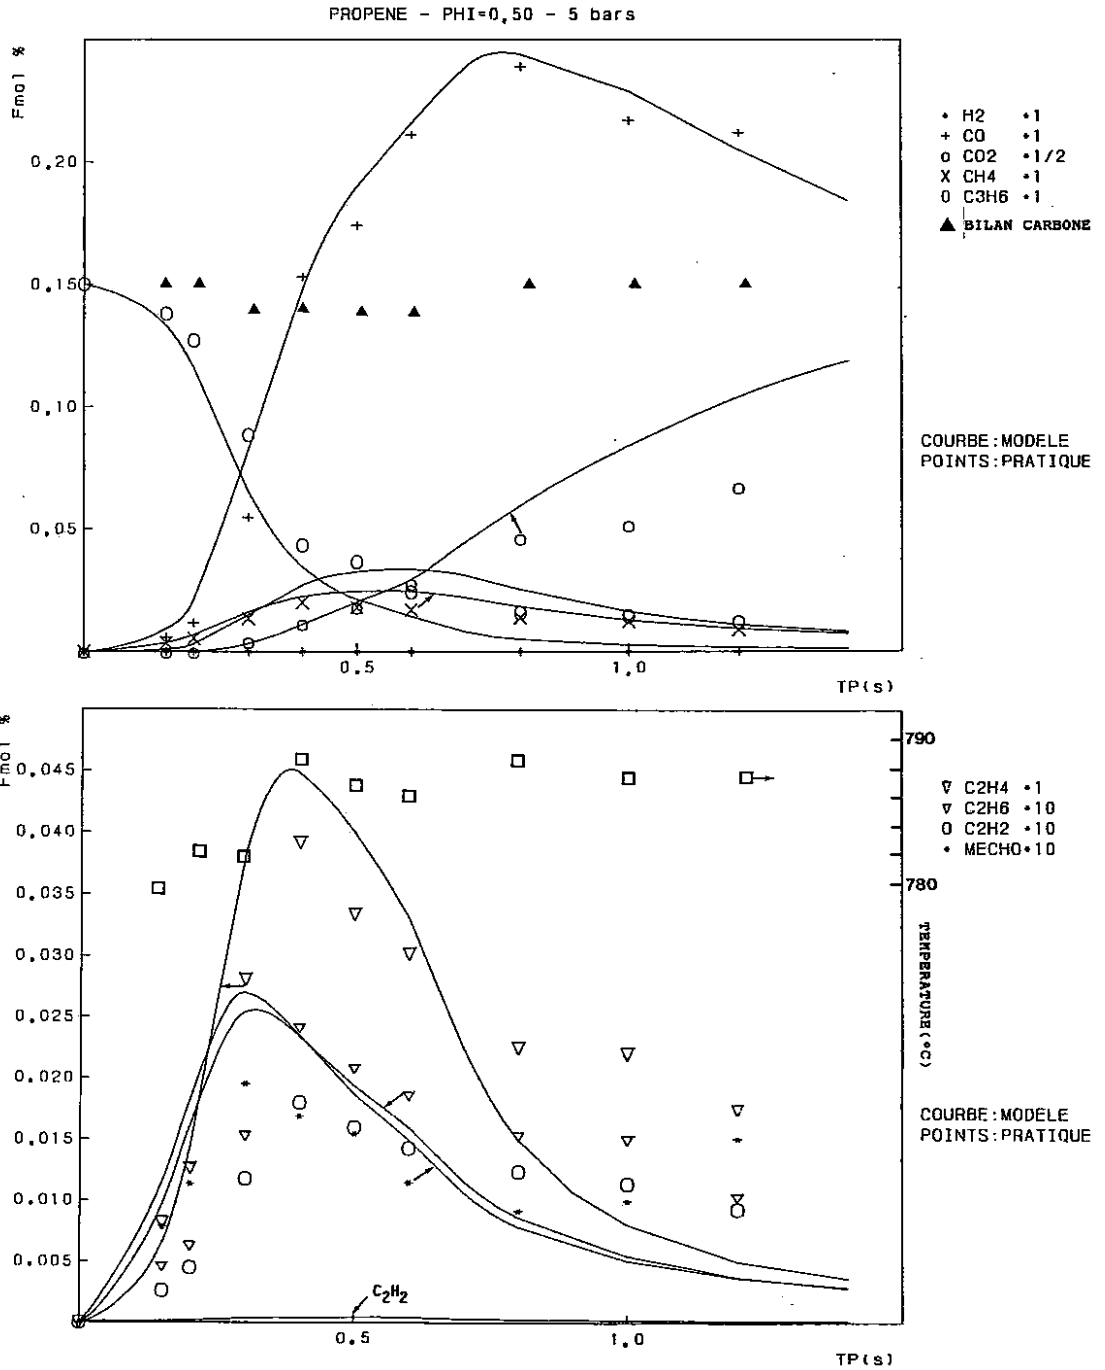 PROPENE - PHI=0,50 - 5 bars
Fmol %
0.20
0.15
0.10
0.05
0.5
1.0
TP(s)
* H2 *1
+ CO *1
o CO2 *1/2
X CH4 *1
O C3H6 *1
▲ BILAN CARBONE
COURBE:MODELE
POINTS:PRATIQUE
Fmol %
0.045
0.040
0.035
0.030
0.025
0.020
0.015
0.010
0.005
C2H2
0.5
1.0
TP(s)
790
780
TEMPERATURE(°C)
▽ C2H4 *1
▽ C2H6 *10
O C2H2 *10
* MECHO*10
COURBE:MODELE
POINTS:PRATIQUE